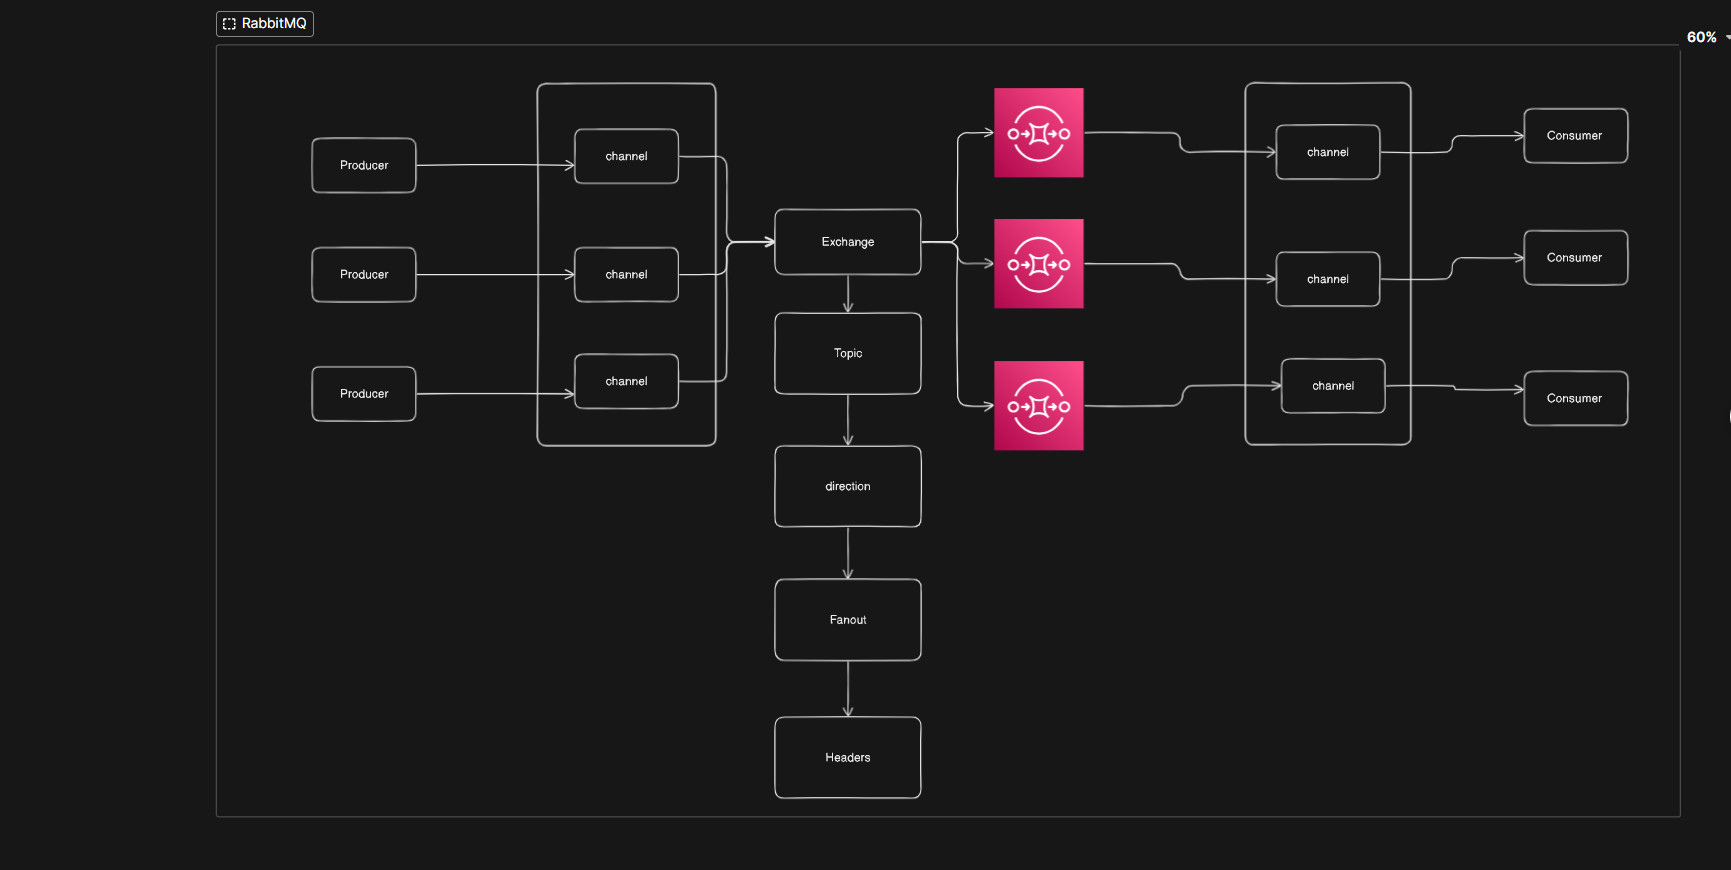 RabbitMQ
60%
Producer
channel
channel
Consumer
Exchange
Producer
channel
channel
Consumer
Topic
Producer
channel
channel
Consumer
direction
Fanout
Headers